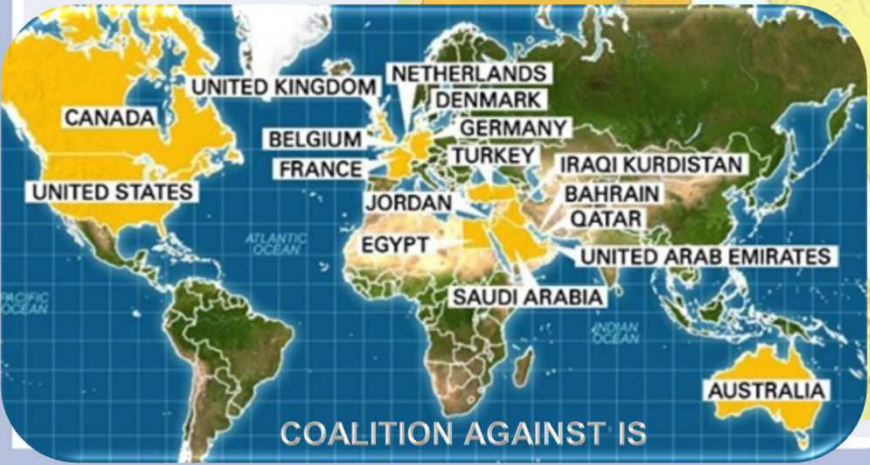 NETHERLANDS
UNITED KINGDOM
DENMARK
CANADA
GERMANY
BELGIUM
TURKEY
IRAQI KURDISTAN
FRANCE
UNITED STATES
BAHRAIN
JORDAN
QATAR
ATLANTIC
OCEAN
EGYPT
UNITED ARAB EMIRATES
PACIFIC
OCEAN
SAUDI ARABIA
INDIAN
OCEAN
AUSTRALIA
COALITION AGAINST IS